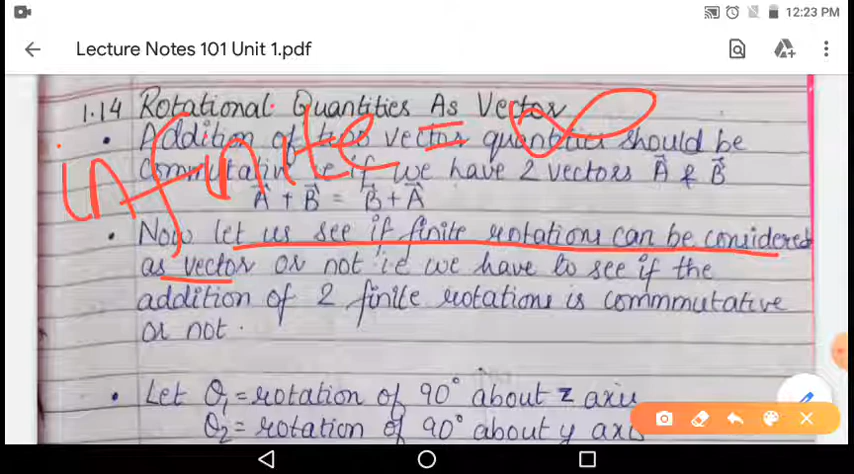 12:23 PM
Lecture Notes 101 Unit 1.pdf
1.14 Rotational Quantities As Vector
• Addition of two vector quantities should be
commutative i.e if we have 2 vectors A⃗ & B⃗
A⃗ + B⃗ = B⃗ + A⃗
infinite ∞
• Now let us see if finite rotations can be considered
as vector or not i.e we have to see if the
addition of 2 finite rotations is commmutative
or not.
• Let θ₁ = rotation of 90° about z axis
θ₂ = rotation of 90° about y axis